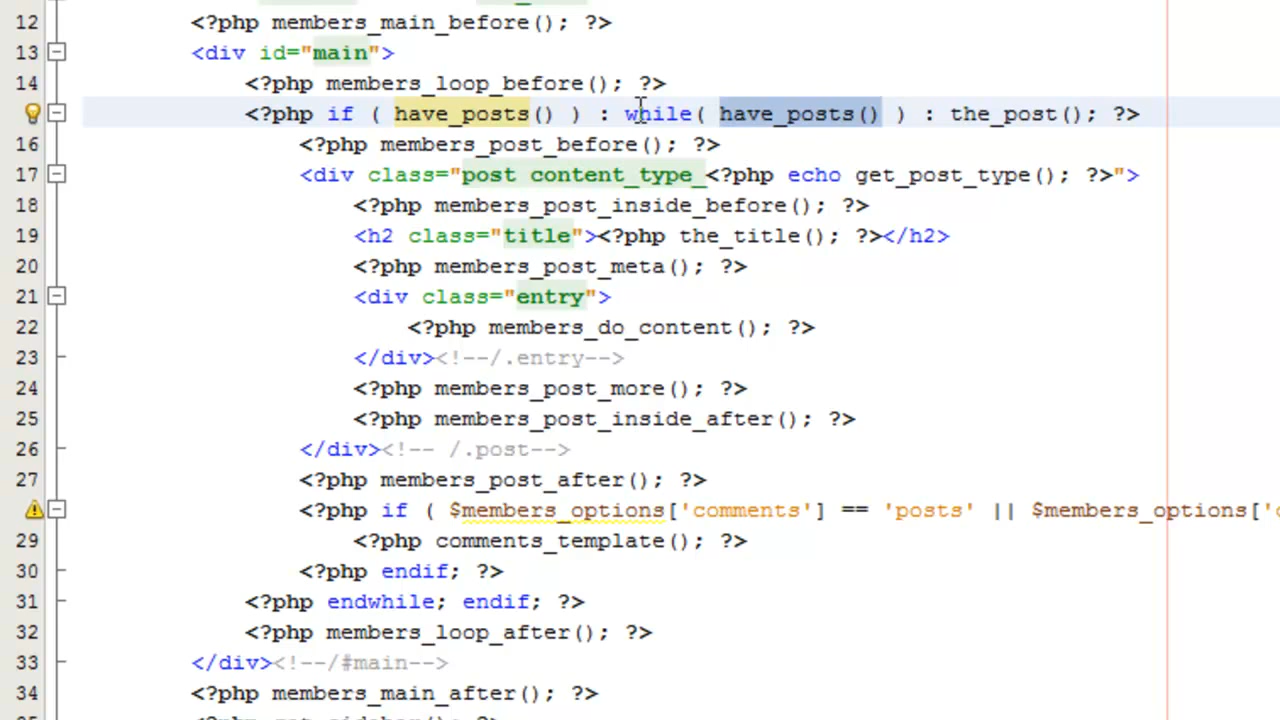 12 <?php members_main_before(); ?>
13 <div id="main">
14 <?php members_loop_before(); ?>
<?php if ( have_posts() ) : while( have_posts() ) : the_post(); ?>
16 <?php members_post_before(); ?>
17 <div class="post content_type_<?php echo get_post_type(); ?>">
18 <?php members_post_inside_before(); ?>
19 <h2 class="title"><?php the_title(); ?></h2>
20 <?php members_post_meta(); ?>
21 <div class="entry">
22 <?php members_do_content(); ?>
23 </div><!--/.entry-->
24 <?php members_post_more(); ?>
25 <?php members_post_inside_after(); ?>
26 </div><!-- /.post-->
27 <?php members_post_after(); ?>
<?php if ( $members_options['comments'] == 'posts' || $members_options['
29 <?php comments_template(); ?>
30 <?php endif; ?>
31 <?php endwhile; endif; ?>
32 <?php members_loop_after(); ?>
33 </div><!--/#main-->
34 <?php members_main_after(); ?>